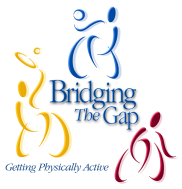 Bridging
The Gap
Getting Physically Active